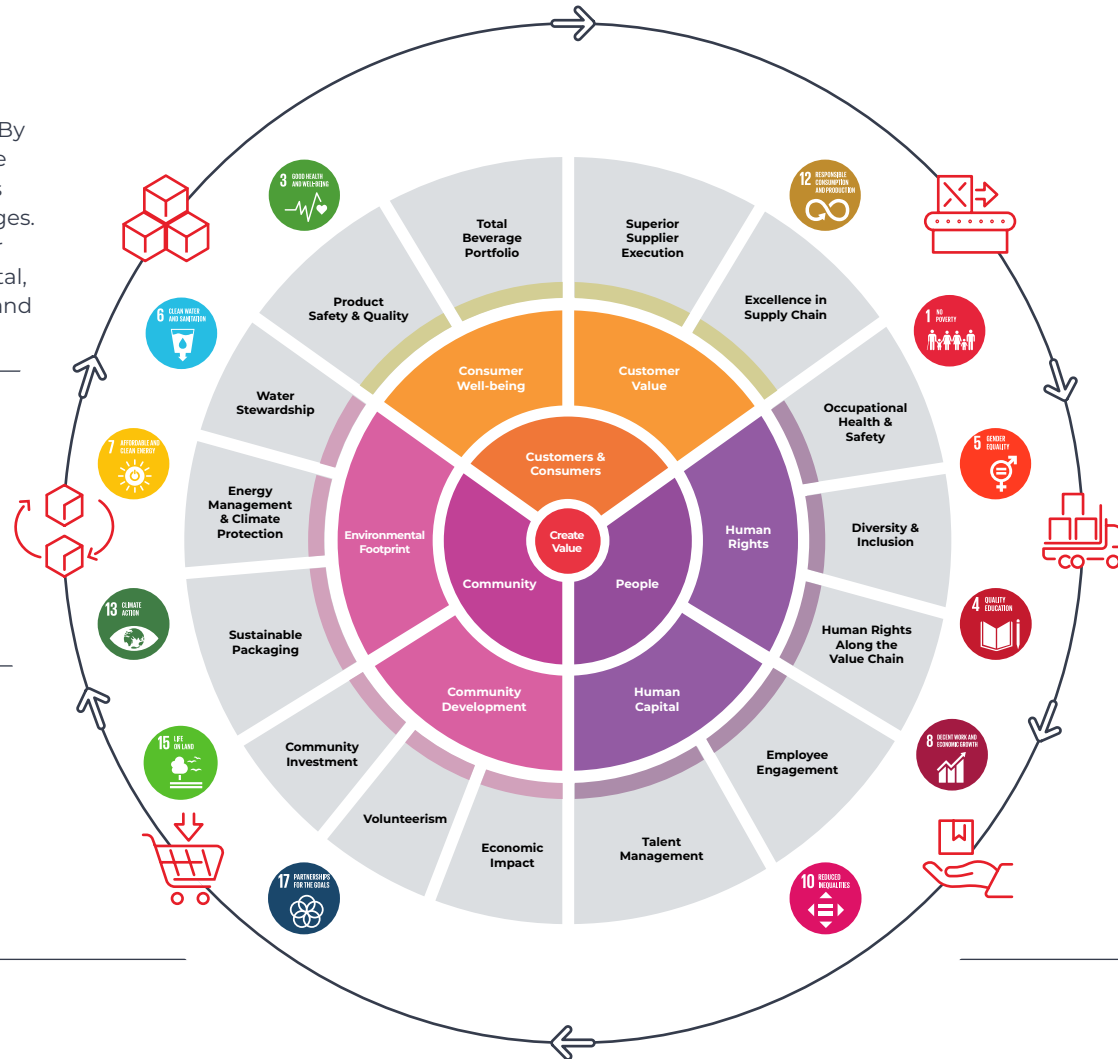 By
e
s
ges.
r
tal,
and
3 GOOD HEALTH
AND WELL-BEING
12 RESPONSIBLE
CONSUMPTION
AND PRODUCTION
6 CLEAN WATER
AND SANITATION
1 NO
POVERTY
7 AFFORDABLE AND
CLEAN ENERGY
5 GENDER
EQUALITY
13 CLIMATE
ACTION
4 QUALITY
EDUCATION
15 LIFE
ON LAND
8 DECENT WORK AND
ECONOMIC GROWTH
17 PARTNERSHIPS
FOR THE GOALS
10 REDUCED
INEQUALITIES
Total
Beverage
Portfolio
Superior
Supplier
Execution
Product
Safety & Quality
Excellence in
Supply Chain
Water
Stewardship
Occupational
Health &
Safety
Energy
Management
& Climate
Protection
Diversity &
Inclusion
Sustainable
Packaging
Human Rights
Along the
Value Chain
Community
Investment
Employee
Engagement
Volunteerism
Economic
Impact
Talent
Management
Consumer
Well-being
Customer
Value
Environmental
Footprint
Human
Rights
Community
Development
Human
Capital
Customers &
Consumers
Community
People
Create
Value